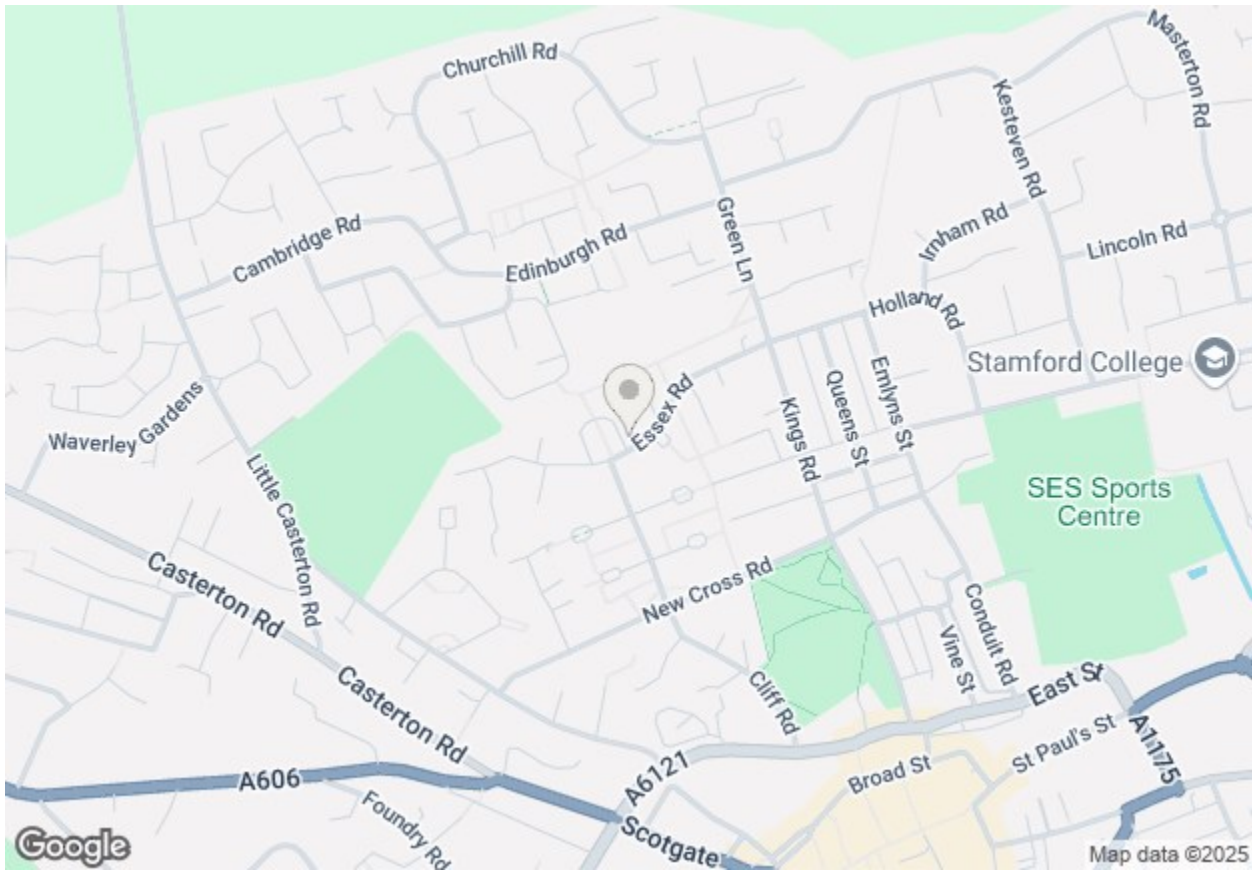 Churchill Rd
Masterton Rd
Kesteven Rd
Green Ln
Irnham Rd
Cambridge Rd
Edinburgh Rd
Lincoln Rd
Holland Rd
Stamford College
Emlyns St
Queens St
Kings Rd
Essex Rd
Waverley Gardens
Little Casterton Rd
SES Sports
Centre
Casterton Rd
New Cross Rd
Conduit Rd
Vine St
Casterton Rd
Cliff Rd
East St
St Paul's St
A1175
A6121
Broad St
A606
Foundry Rd
Scotgate
Google
Map data ©2025